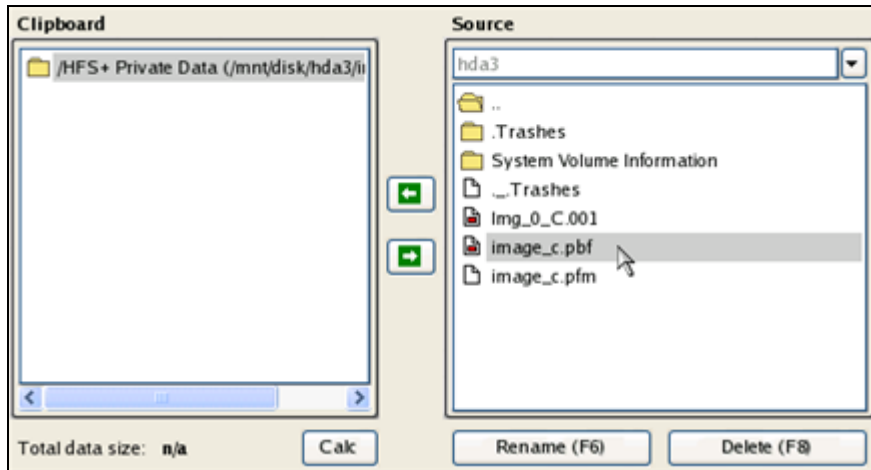 Clipboard
/HFS+ Private Data (/mnt/disk/hda3/i
Total data size: n/a
Calc
Source
hda3
..
.Trashes
System Volume Information
._.Trashes
Img_0_C.001
image_c.pbf
image_c.pfm
Rename (F6)
Delete (F8)